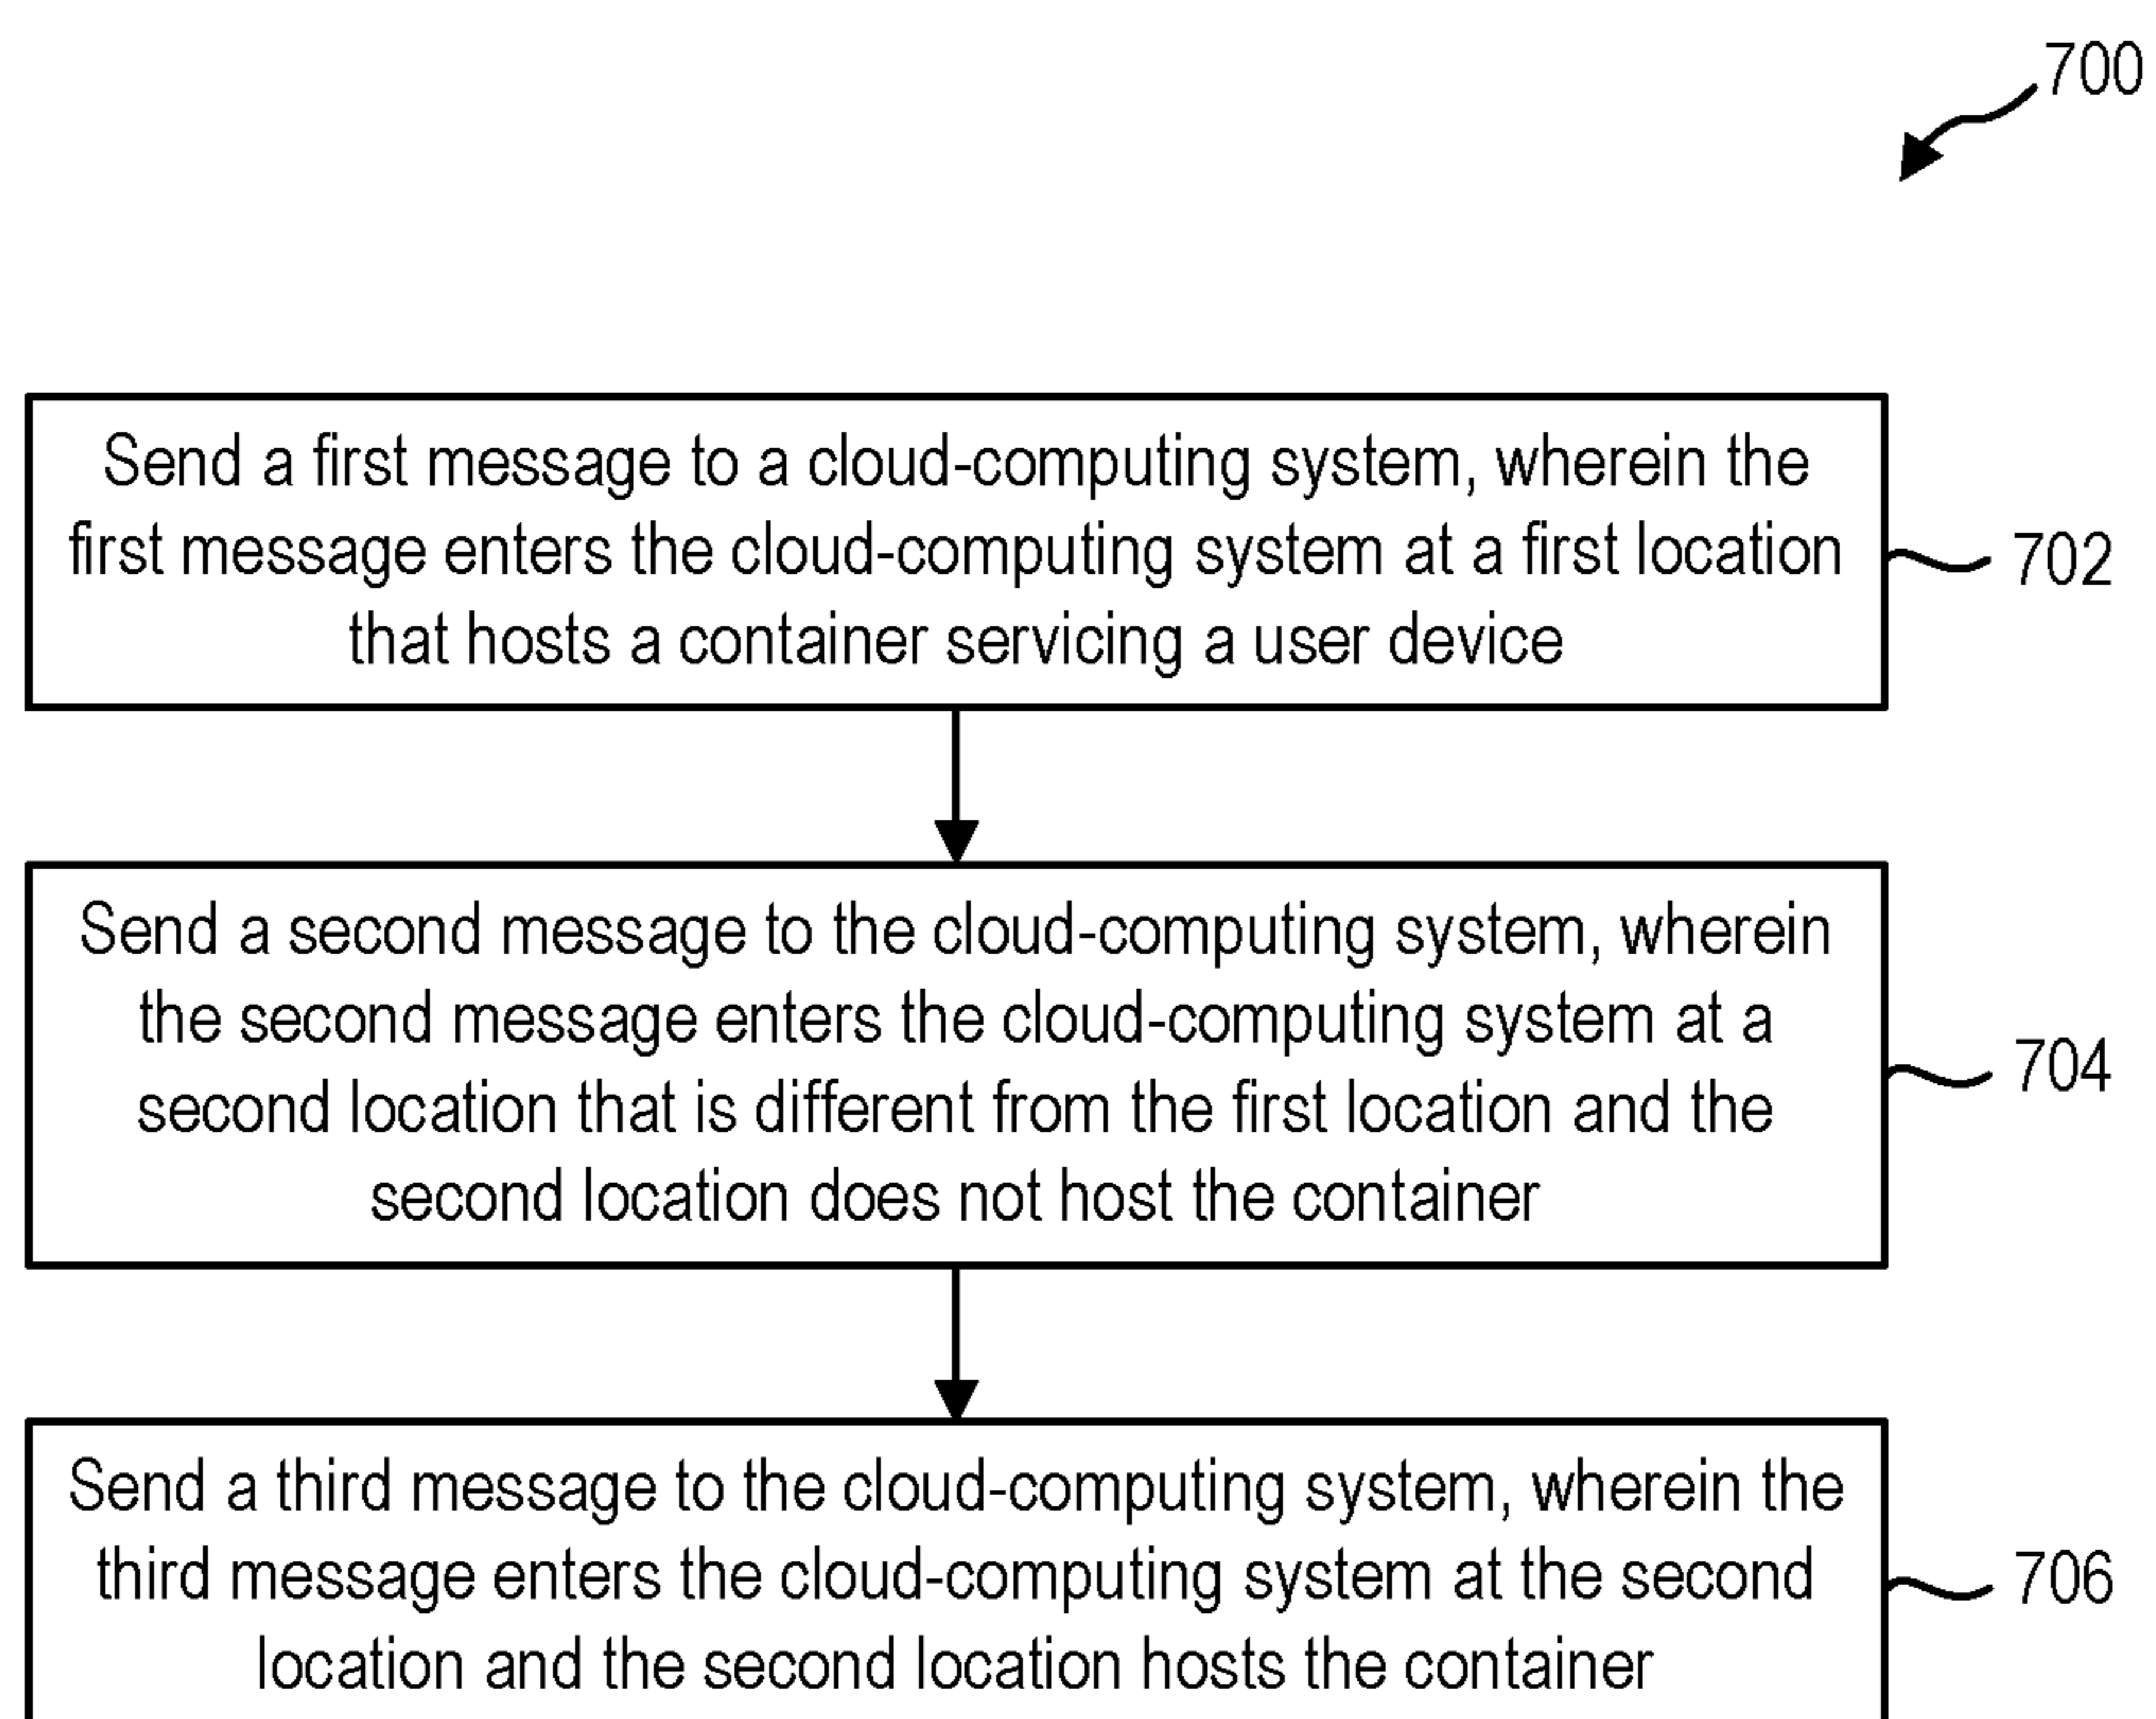 700
Send a first message to a cloud-computing system, wherein the
first message enters the cloud-computing system at a first location
that hosts a container servicing a user device
702
Send a second message to the cloud-computing system, wherein
the second message enters the cloud-computing system at a
second location that is different from the first location and the
second location does not host the container
704
Send a third message to the cloud-computing system, wherein the
third message enters the cloud-computing system at the second
location and the second location hosts the container
706